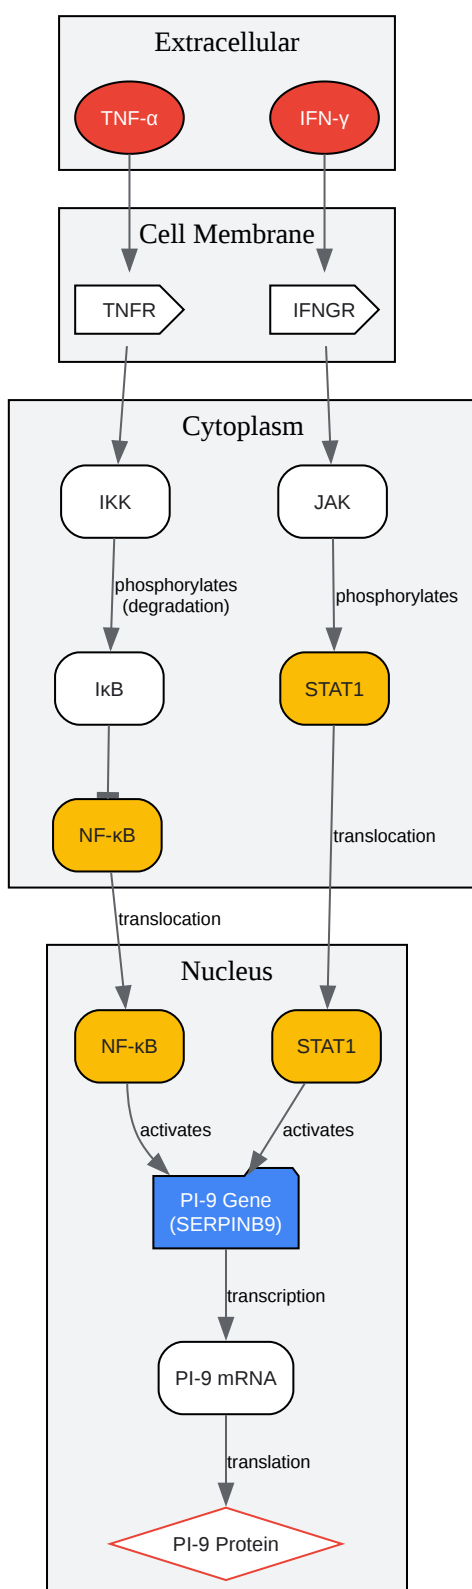 Extracellular
TNF-α
IFN-γ
Cell Membrane
TNFR
IFNGR
Cytoplasm
IKK
JAK
phosphorylates
(degradation)
phosphorylates
IκB
STAT1
NF-κB
translocation
translocation
Nucleus
NF-κB
STAT1
activates
activates
PI-9 Gene
(SERPINB9)
transcription
PI-9 mRNA
translation
PI-9 Protein